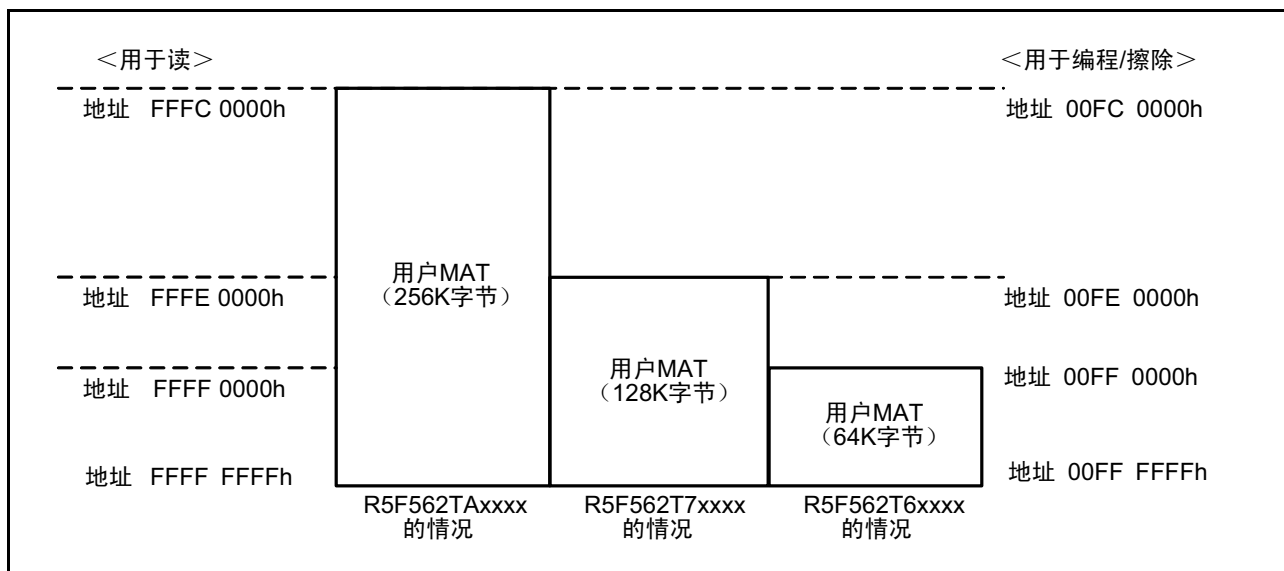 ＜用于读＞
＜用于编程/擦除＞
地址 FFFC 0000h
地址 00FC 0000h
用户MAT
（256K字节）
地址 FFFE 0000h
地址 00FE 0000h
用户MAT
（128K字节）
地址 FFFF 0000h
地址 00FF 0000h
用户MAT
（64K字节）
地址 FFFF FFFFh
地址 00FF FFFFh
R5F562TAxxxx
的情况
R5F562T7xxxx
的情况
R5F562T6xxxx
的情况